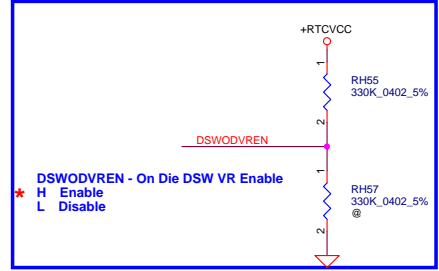 +RTCVCC
1
RH55
330K_0402_5%
2
DSWODVREN
1
DSWODVREN - On Die DSW VR Enable
* H Enable
L Disable
RH57
330K_0402_5%
@
2